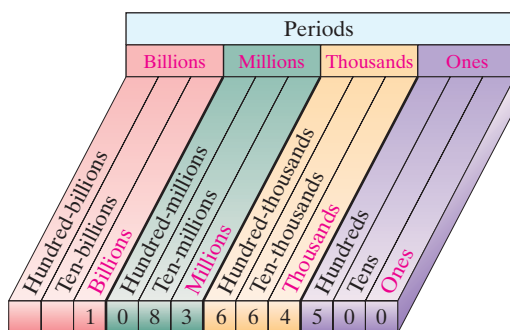 Periods
Billions Millions Thousands Ones
Hundred-billions
Ten-billions
Billions
Hundred-millions
Ten-millions
Millions
Hundred-thousands
Ten-thousands
Thousands
Hundreds
Tens
Ones
1 0 8 3 6 6 4 5 0 0